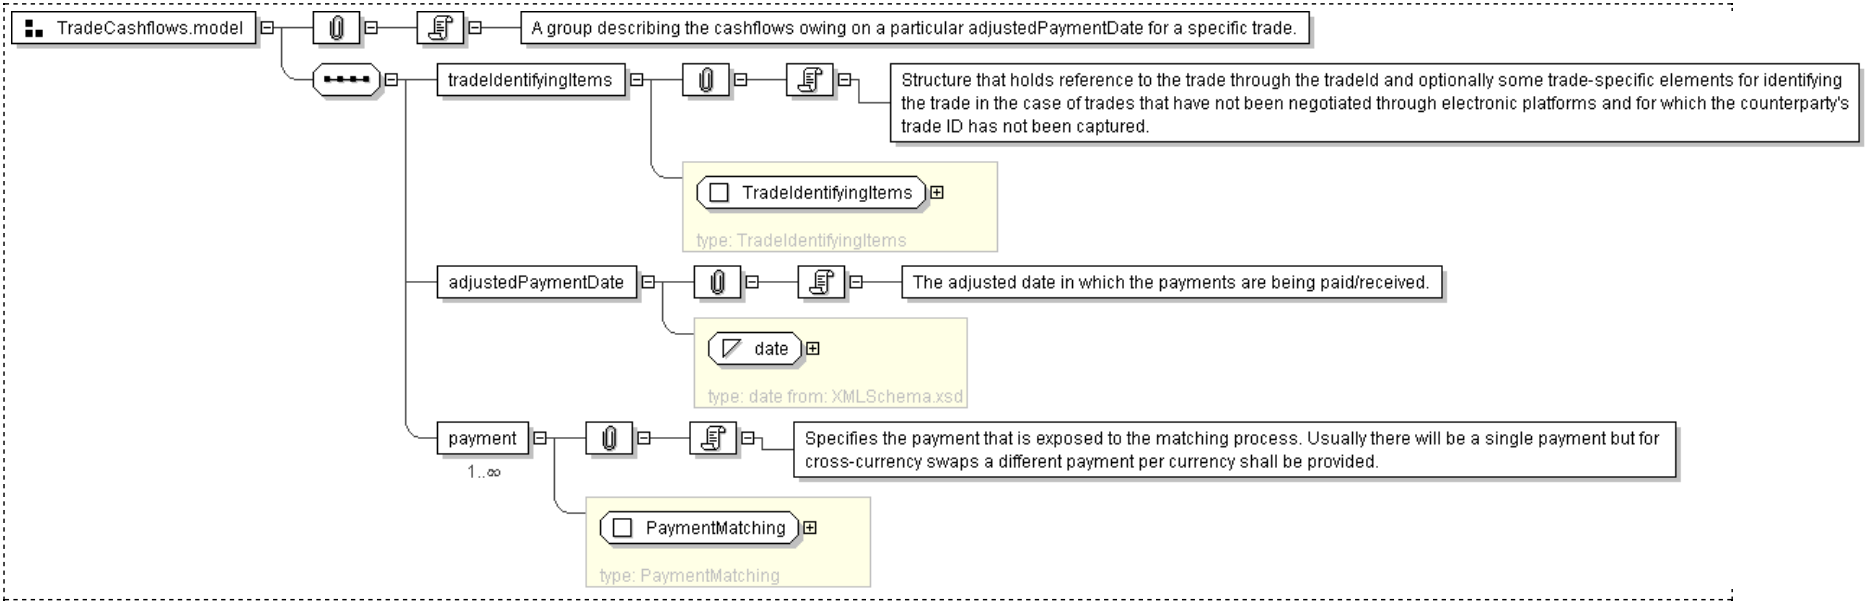 TradeCashflows.model
A group describing the cashflows owing on a particular adjustedPaymentDate for a specific trade.
tradeIdentifyingItems
Structure that holds reference to the trade through the tradeId and optionally some trade-specific elements for identifying
the trade in the case of trades that have not been negotiated through electronic platforms and for which the counterparty's
trade ID has not been captured.
TradeIdentifyingItems
type: TradeIdentifyingItems
adjustedPaymentDate
The adjusted date in which the payments are being paid/received.
date
type: date from: XMLSchema.xsd
payment
1..∞
Specifies the payment that is exposed to the matching process. Usually there will be a single payment but for
cross-currency swaps a different payment per currency shall be provided.
PaymentMatching
type: PaymentMatching